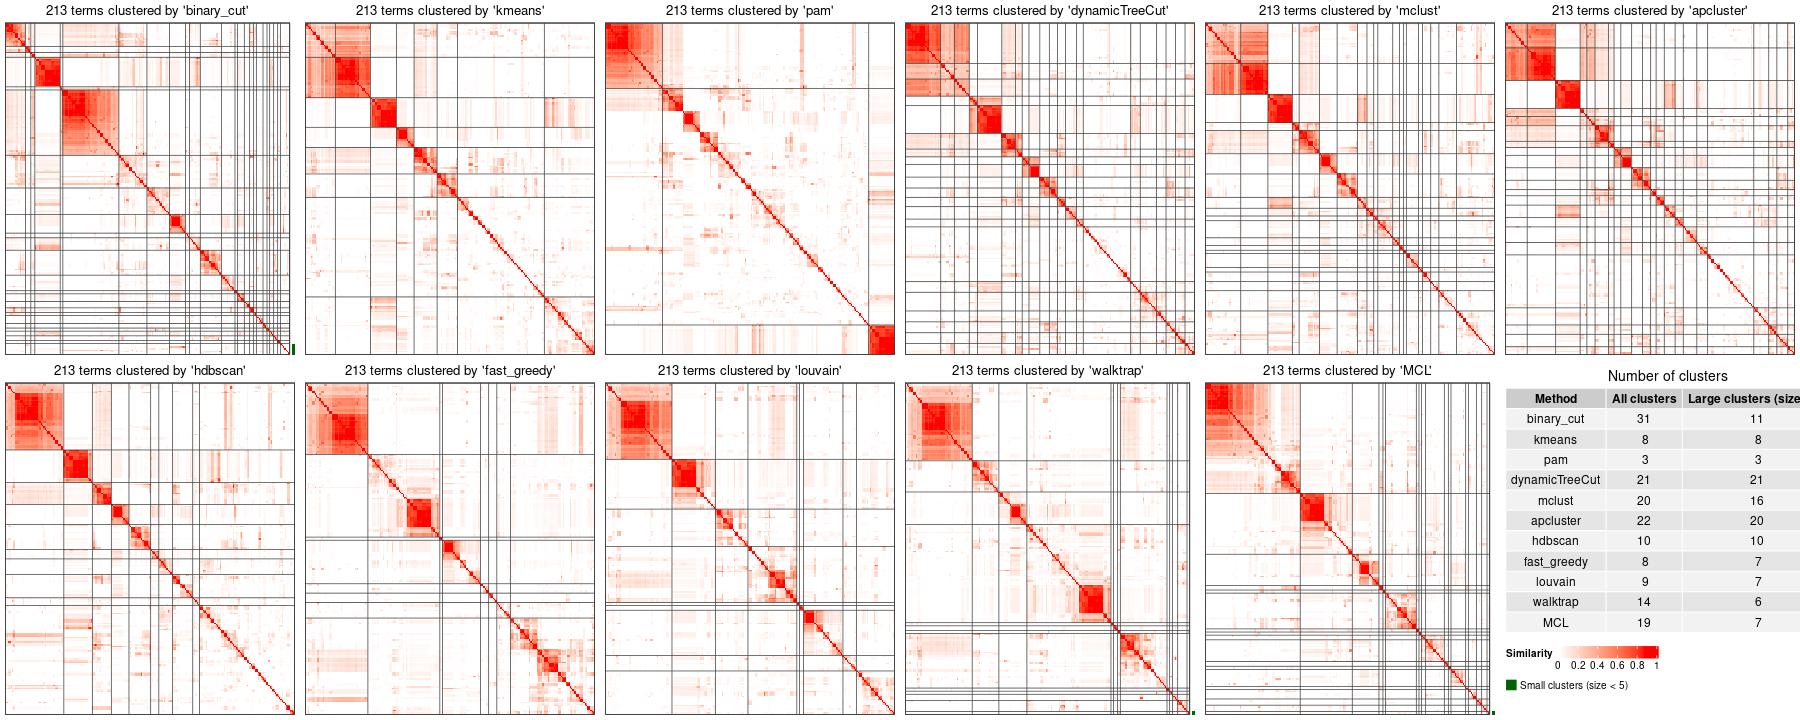 213 terms clustered by 'binary_cut'
213 terms clustered by 'kmeans'
213 terms clustered by 'pam'
213 terms clustered by 'dynamicTreeCut'
213 terms clustered by 'mclust'
213 terms clustered by 'apcluster'
213 terms clustered by 'hdbscan'
213 terms clustered by 'fast_greedy'
213 terms clustered by 'louvain'
213 terms clustered by 'walktrap'
213 terms clustered by 'MCL'
Number of clusters
Method All clusters Large clusters (size
binary_cut 31 11
kmeans 8 8
pam 3 3
dynamicTreeCut 21 21
mclust 20 16
apcluster 22 20
hdbscan 10 10
fast_greedy 8 7
louvain 9 7
walktrap 14 6
MCL 19 7
Similarity
0 0.2 0.4 0.6 0.8 1
Small clusters (size < 5)